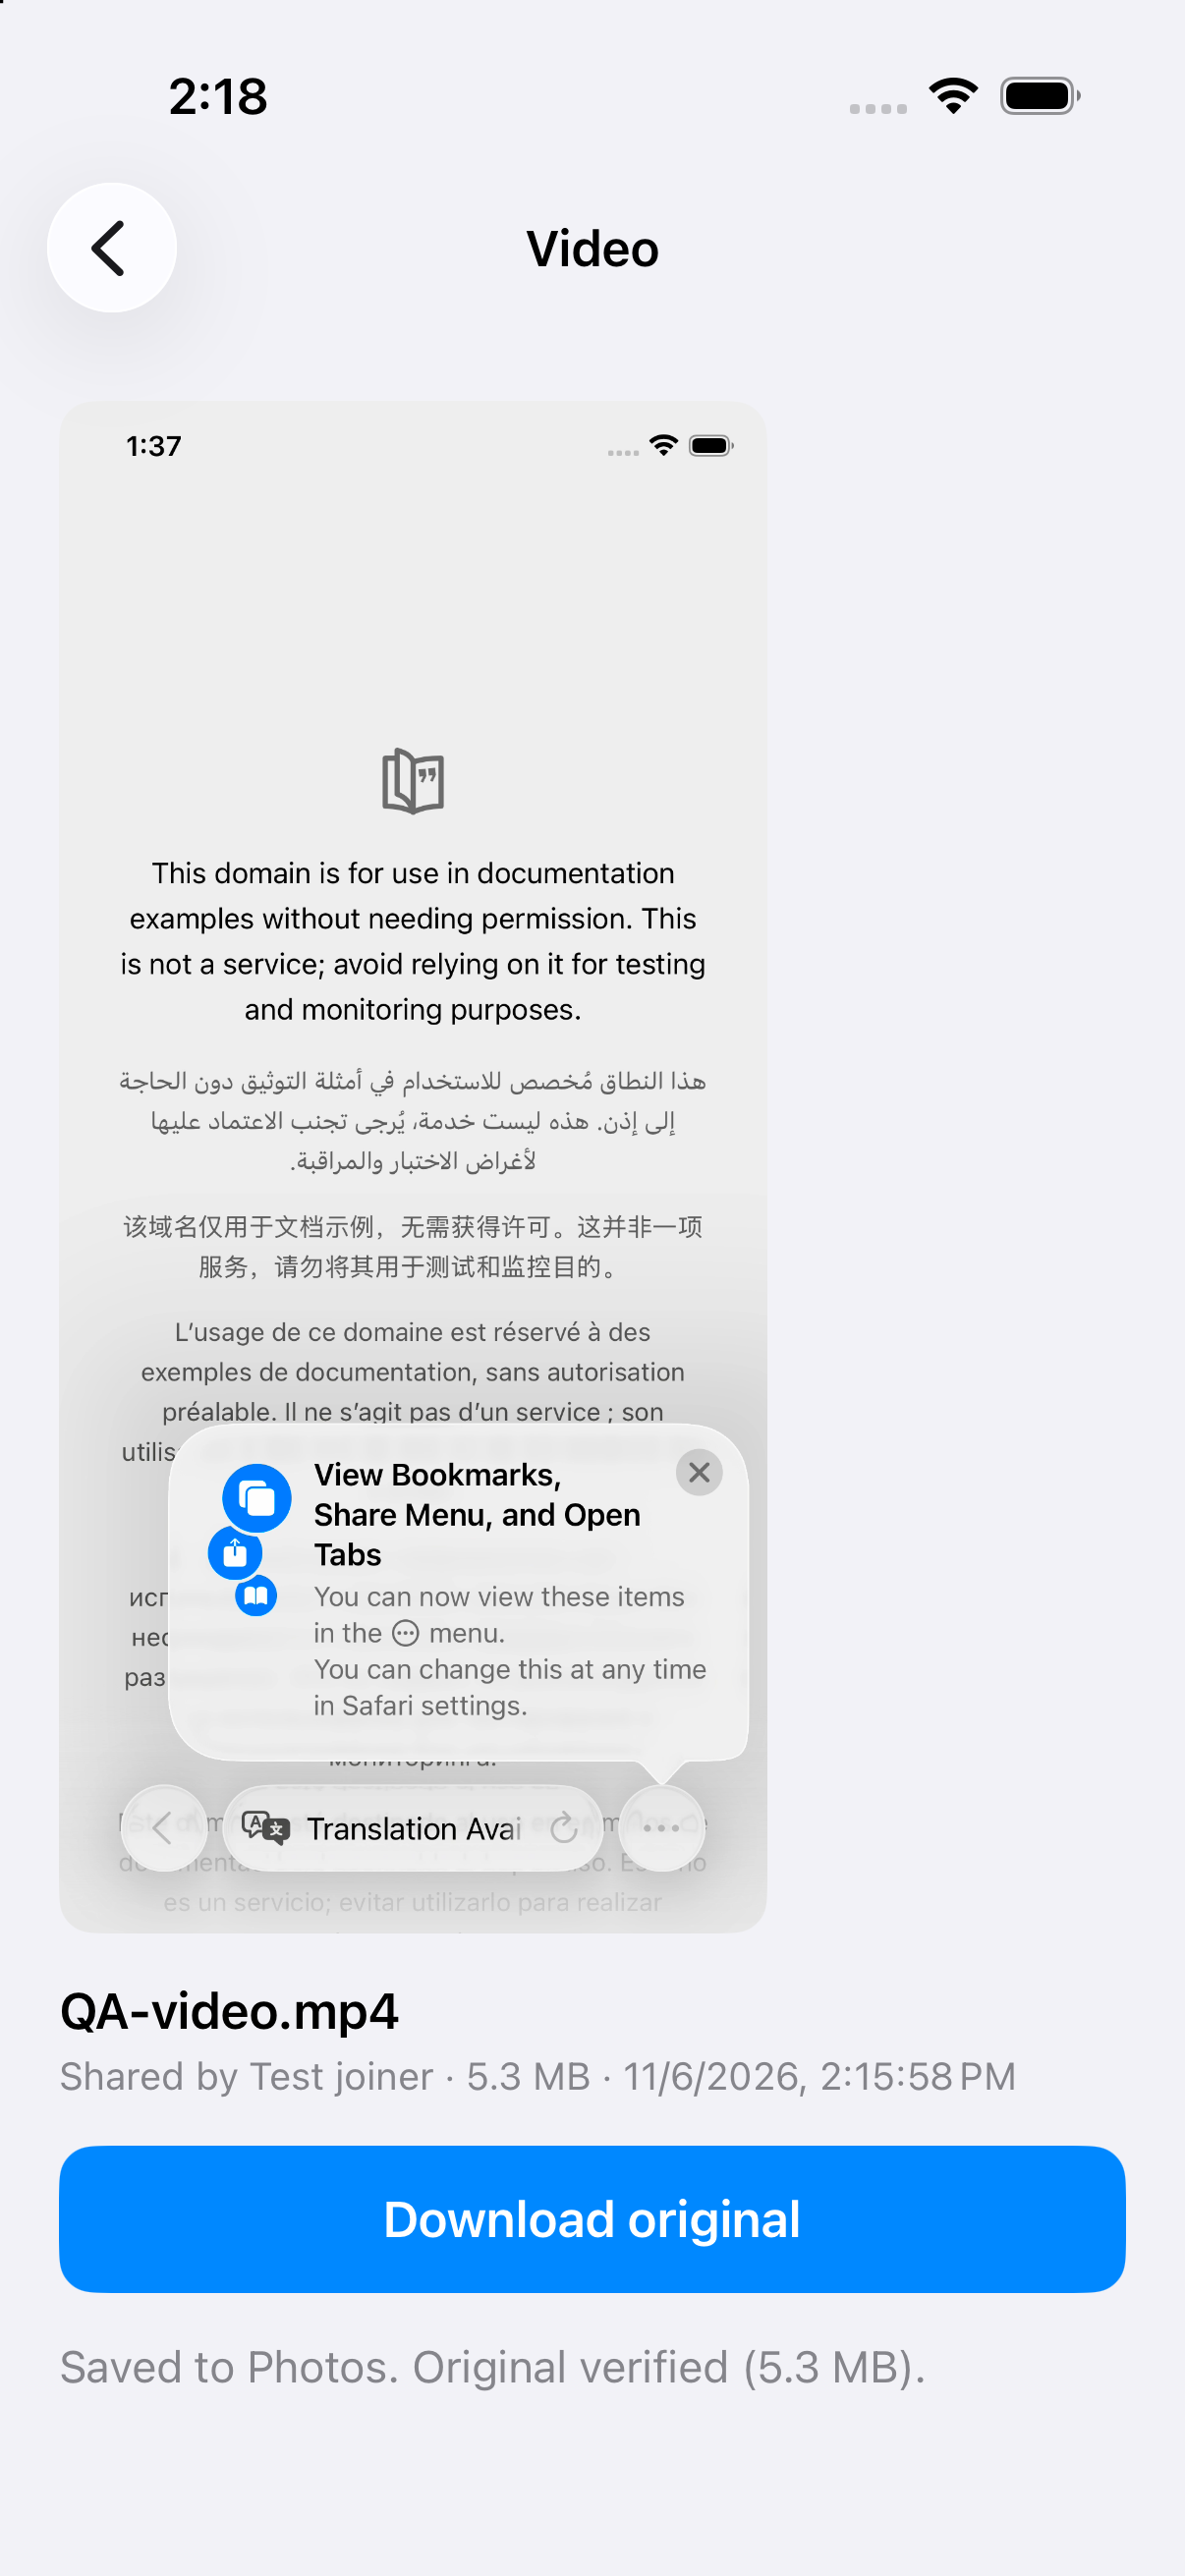 2:18
Video
1:37
This domain is for use in documentation
examples without needing permission. This
is not a service; avoid relying on it for testing
and monitoring purposes.
هذا النطاق مُخصص للاستخدام في أمثلة التوثيق دون الحاجة
إلى إذن. هذه ليست خدمة، يُرجى تجنب الاعتماد عليها
لأغراض الاختبار والمراقبة.
该域名仅用于文档示例，无需获得许可。这并非一项
服务，请勿将其用于测试和监控目的。
L’usage de ce domaine est réservé à des
exemples de documentation, sans autorisation
préalable. Il ne s’agit pas d’un service ; son
View Bookmarks,
Share Menu, and Open
Tabs
You can now view these items
in the menu.
You can change this at any time
in Safari settings.
Translation Avai
es un servicio; evitar utilizarlo para realizar
QA-video.mp4
Shared by Test joiner · 5.3 MB · 11/6/2026, 2:15:58 PM
Download original
Saved to Photos. Original verified (5.3 MB).